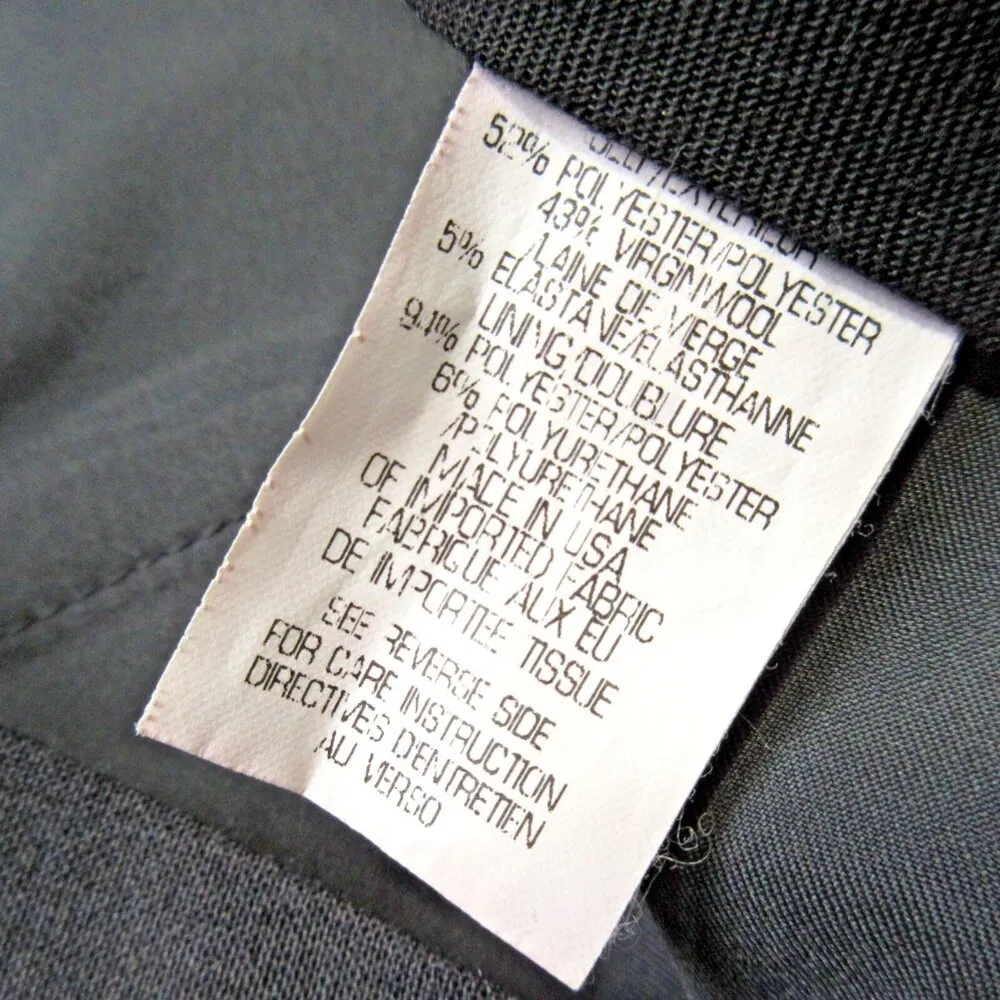 /EXTERIEUR
52% POLYESTER/POLYESTER
43% VIRGIN WOOL
/LAINE DE VIERGE
5% ELASTANE/ELASTHANNE
LINING/DOUBLURE
94% POLYESTER/POLYESTER
6% POLYURETHANE
/POLYURETHANE
MADE IN USA
OF IMPORTED FABRIC
FABRIQUE AUX EU
DE IMPORTEE TISSUE
SEE REVERSE SIDE
FOR CARE INSTRUCTION
DIRECTIVES D'ENTRETIEN
AU VERSO